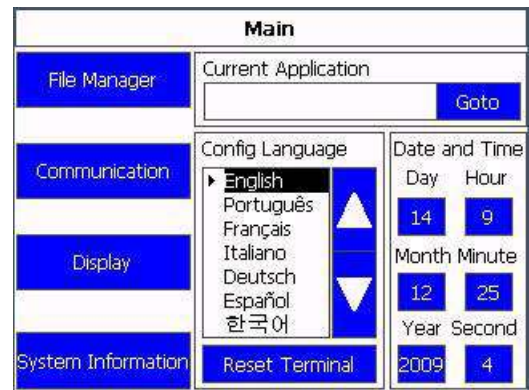 Main
File Manager
Communication
Display
System Information
Current Application
Goto
Config Language
English
Português
Français
Italiano
Deutsch
Español
한국어
Reset Terminal
Date and Time
Day Hour
14 9
Month Minute
12 25
Year Second
2009 4